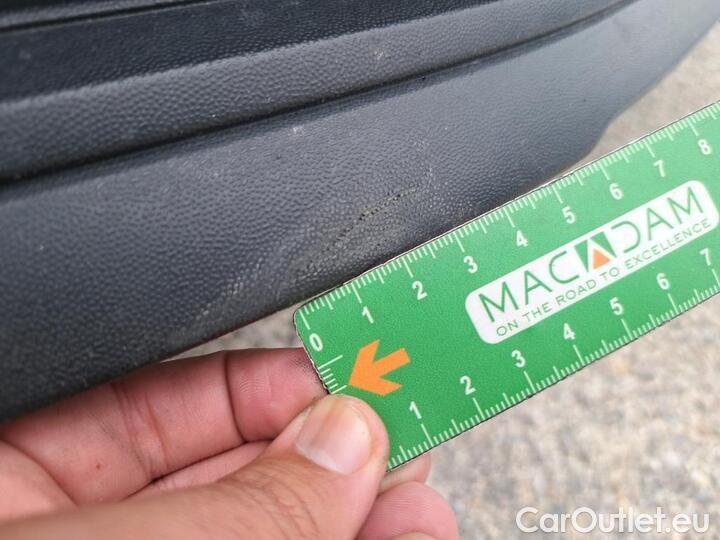 0 1 2 3 4 5 6 7 8
MACADAM
ON THE ROAD TO EXCELLENCE
1 2 3 4 5 6 7
CarOutlet.eu